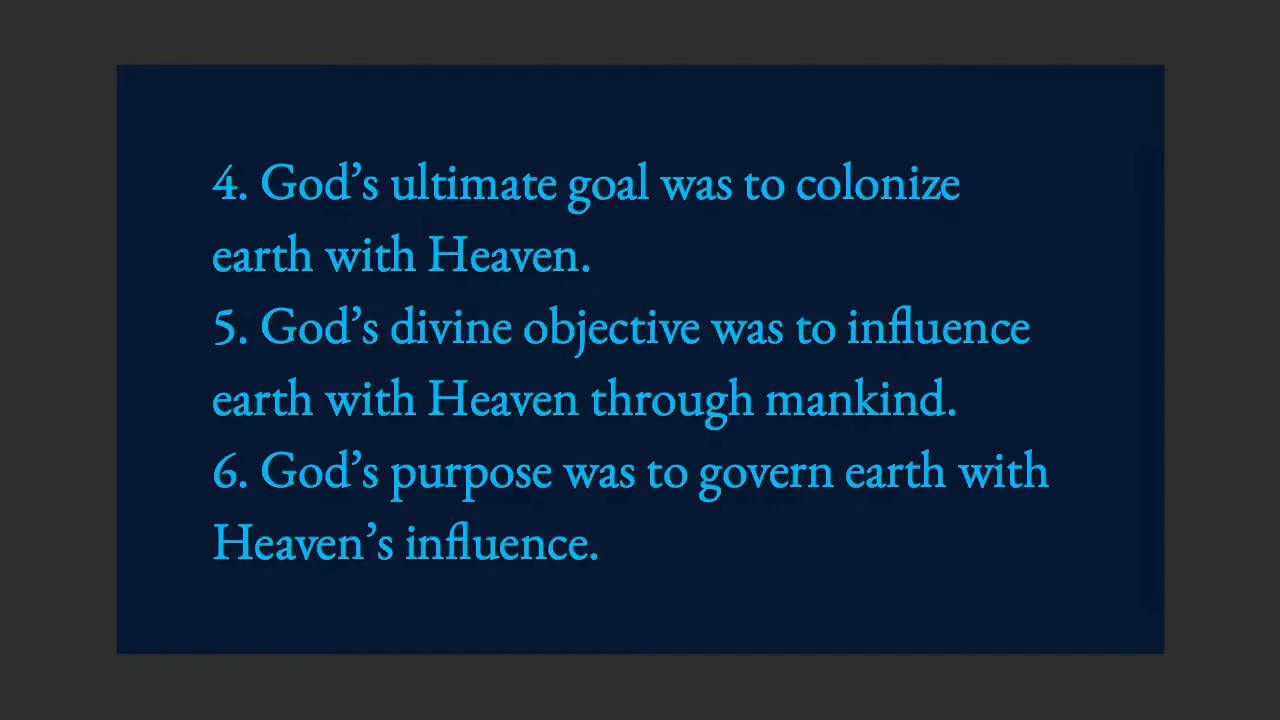 4. God’s ultimate goal was to colonize
earth with Heaven.
5. God’s divine objective was to influence
earth with Heaven through mankind.
6. God’s purpose was to govern earth with
Heaven’s influence.